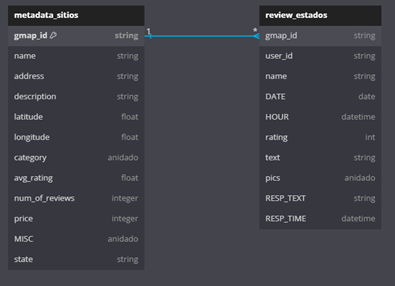 metadata_sitios
gmap_id string
name string
address string
description string
latitude float
longitude float
category anidado
avg_rating float
num_of_reviews integer
price integer
MISC anidado
state string
1 *
review_estados
gmap_id string
user_id string
name string
DATE date
HOUR datetime
rating int
text string
pics anidado
RESP_TEXT string
RESP_TIME datetime